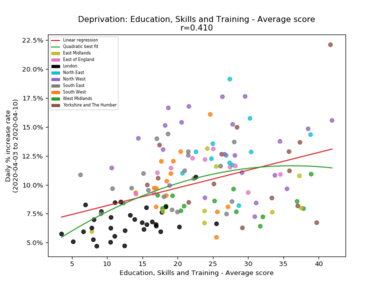 Deprivation: Education, Skills and Training - Average score
r=0.410
Daily % increase rate
(2020-04-03 to 2020-04-10)
22.5%
20.0%
17.5%
15.0%
12.5%
10.0%
7.5%
5.0%
Linear regression
Quadratic best fit
East Midlands
East of England
London
North East
North West
South East
South West
West Midlands
Yorkshire and The Humber
5 10 15 20 25 30 35 40
Education, Skills and Training - Average score